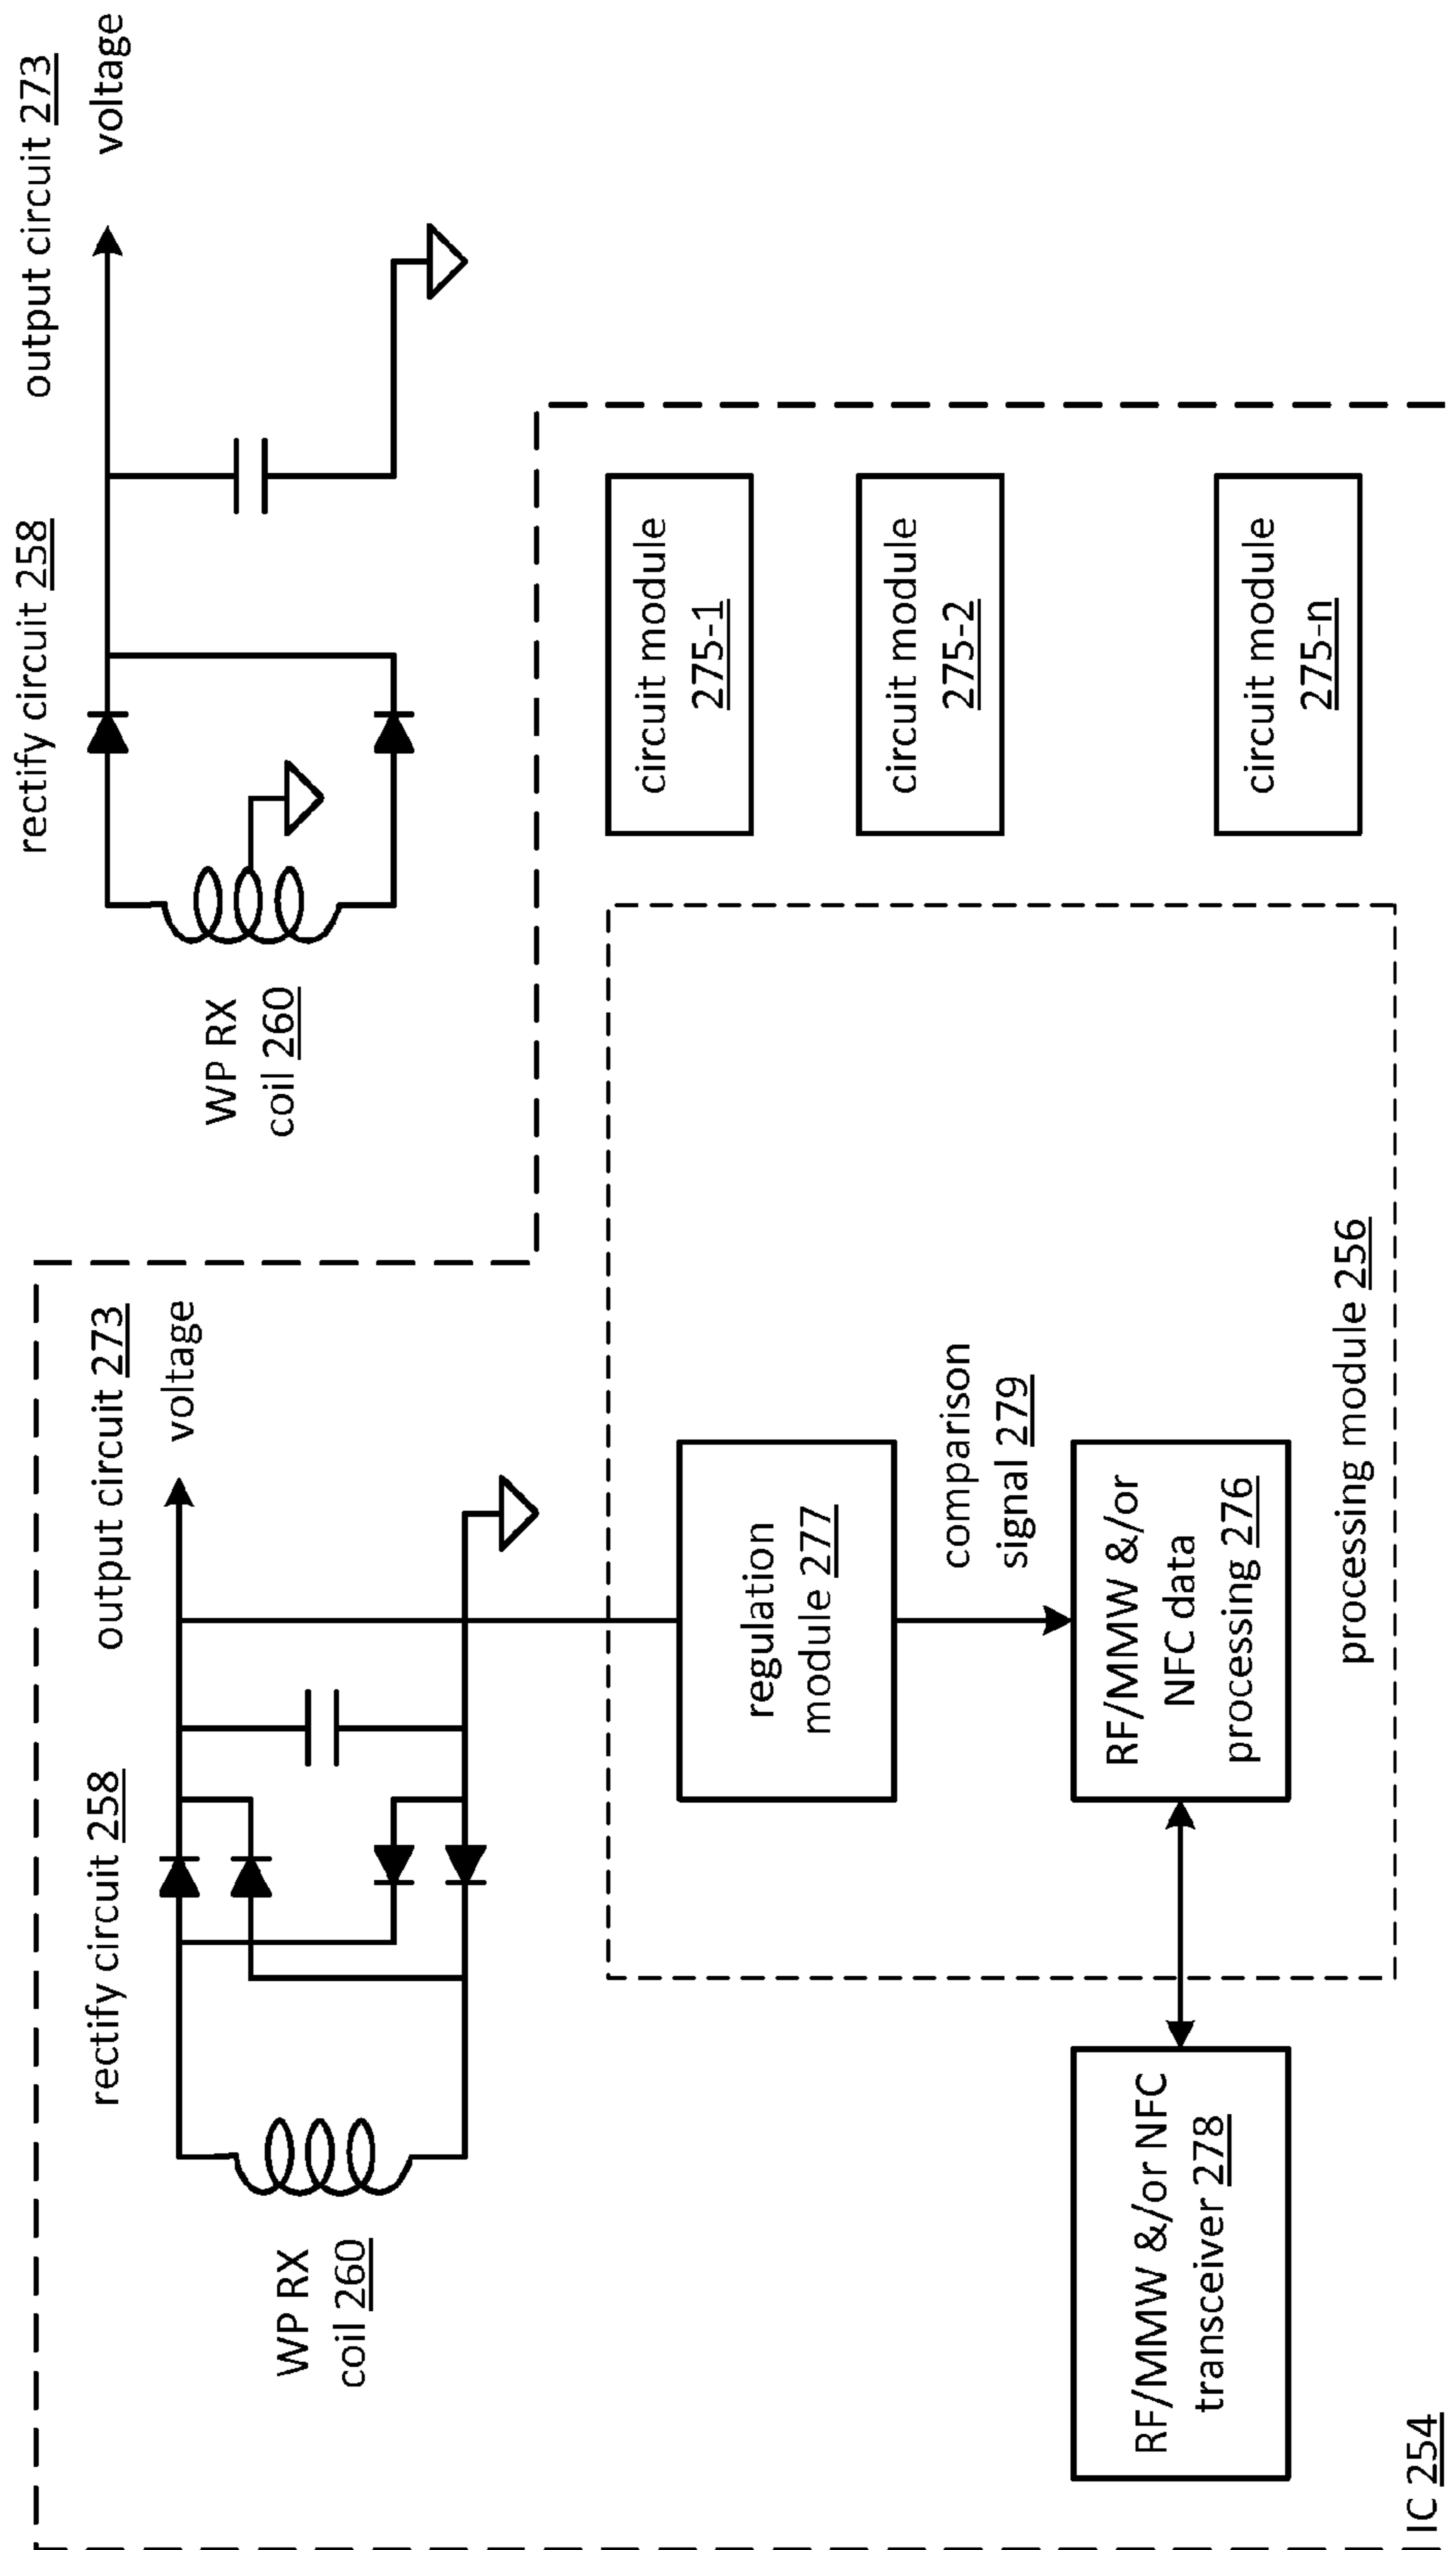 rectify circuit 258
output circuit 273
voltage
WP RX
coil 260
rectify circuit 258
output circuit 273
voltage
WP RX
coil 260
regulation
module 277
circuit module
275-1
comparison
signal 279
circuit module
275-2
RF/MMW &/or NFC
transceiver 278
RF/MMW &/or
NFC data
processing 276
circuit module
275-n
processing module 256
IC 254